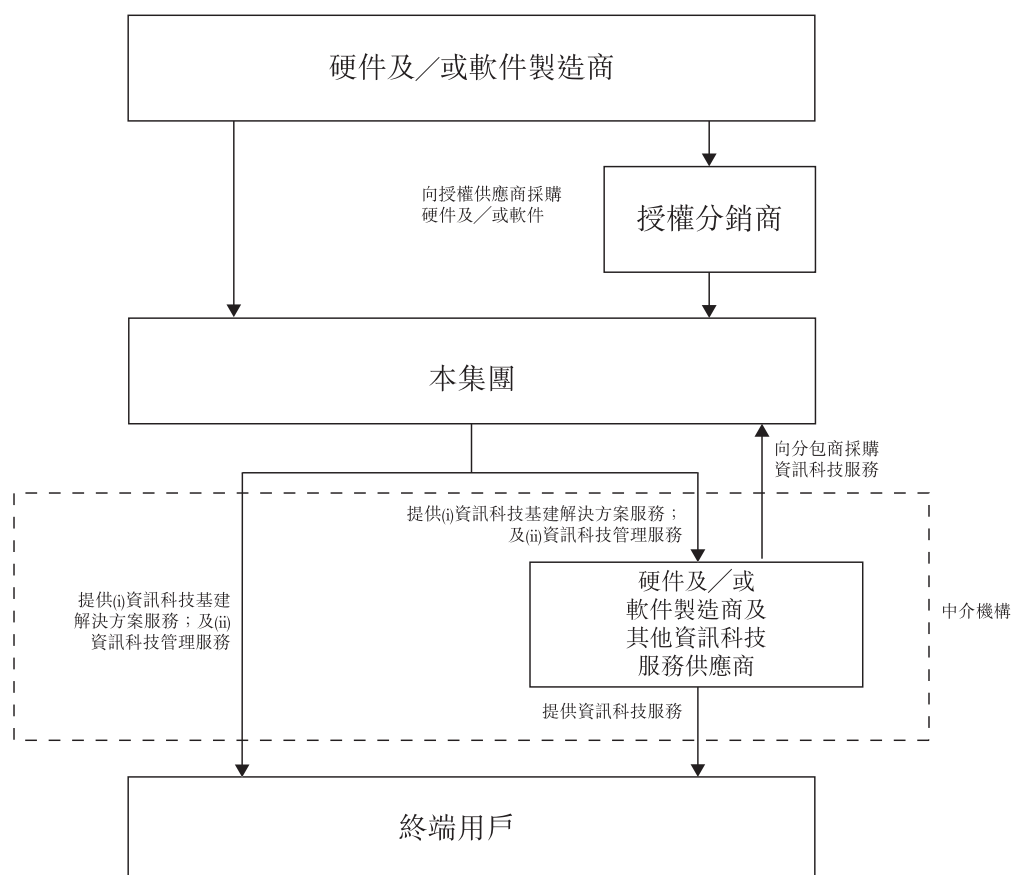 硬件及／或軟件製造商
向授權供應商採購
硬件及／或軟件
授權分銷商
本集團
向分包商採購
資訊科技服務
提供(i)資訊科技基建解決方案服務；
及(ii)資訊科技管理服務
提供(i)資訊科技基建
解決方案服務；及(ii)
資訊科技管理服務
硬件及／或
軟件製造商及
其他資訊科技
服務供應商
中介機構
提供資訊科技服務
終端用戶